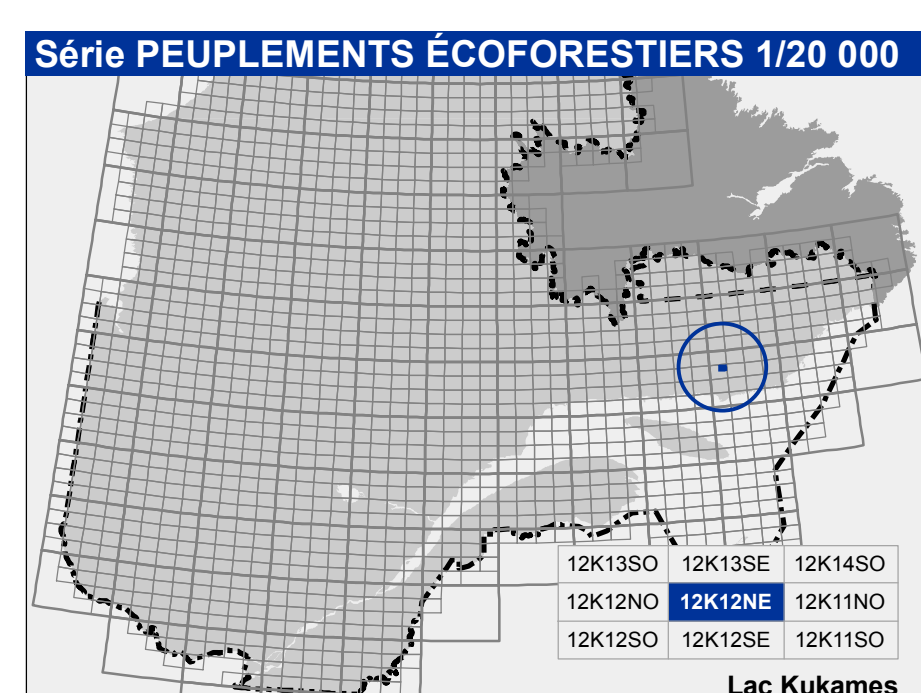 Série PEUPLEMENTS ÉCOFORESTIERS 1/20 000
12K13SO 12K13SE 12K14SO
12K12NO 12K12NE 12K11NO
12K12SO 12K12SE 12K11SO
Lac Kukames